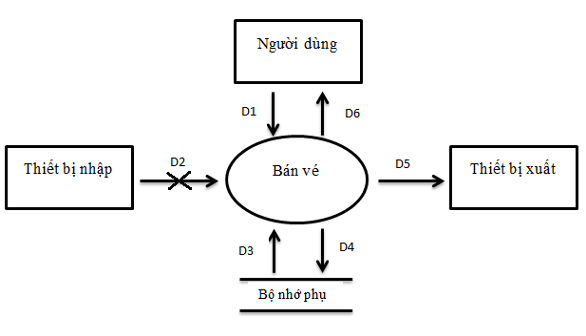 Người dùng
D1
D6
D2
Thiết bị nhập
Bán vé
D5
Thiết bị xuất
D3
D4
Bộ nhớ phụ